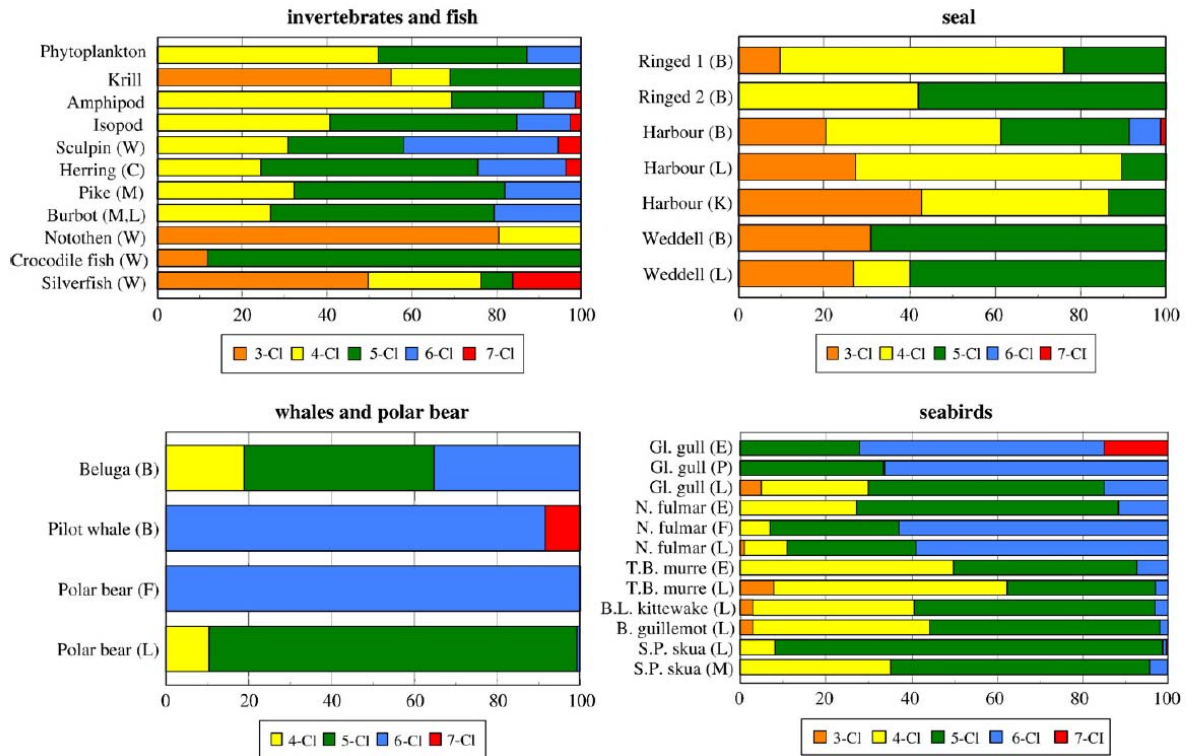 invertebrates and fish
Phytoplankton
Krill
Amphipod
Isopod
Sculpin (W)
Herring (C)
Pike (M)
Burbot (M,L)
Notothen (W)
Crocodile fish (W)
Silverfish (W)
0 20 40 60 80 100
3-Cl 4-Cl 5-Cl 6-Cl 7-Cl
seal
Ringed 1 (B)
Ringed 2 (B)
Harbour (B)
Harbour (L)
Harbour (K)
Weddell (B)
Weddell (L)
0 20 40 60 80 100
3-Cl 4-Cl 5-Cl 6-Cl 7-Cl
whales and polar bear
Beluga (B)
Pilot whale (B)
Polar bear (F)
Polar bear (L)
0 20 40 60 80 100
4-Cl 5-Cl 6-Cl 7-Cl
seabirds
Gl. gull (E)
Gl. gull (P)
Gl. gull (L)
N. fulmar (E)
N. fulmar (F)
N. fulmar (L)
T.B. murre (E)
T.B. murre (L)
B.L. kittewake (L)
B. guillemot (L)
S.P. skua (L)
S.P. skua (M)
0 20 40 60 80 100
3-Cl 4-Cl 5-Cl 6-Cl 7-Cl